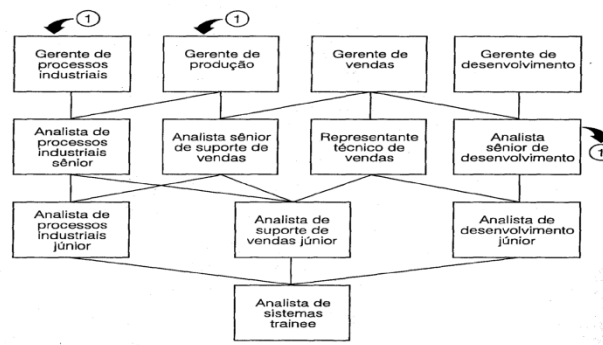 1
1
Gerente de
processos
industriais
Gerente de
produção
Gerente de
vendas
Gerente de
desenvolvimento
Analista de
processos
industriais
sênior
Analista sênior
de suporte de
vendas
Representante
técnico de
vendas
Analista
sênior de
desenvolvimento
1
Analista de
processos
industriais
júnior
Analista de
suporte de
vendas júnior
Analista de
desenvolvimento
júnior
Analista de
sistemas
trainee